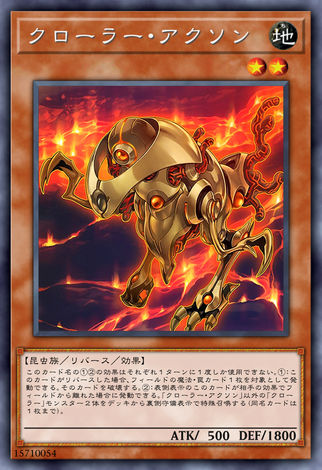 クローラー・アクソン
地
ち
【昆虫族／リバース／効果】
このカード名の①②の効果はそれぞれ１ターンに１度しか使用できない。①：こ
のカードがリバースした場合、フィールドの魔法・罠カード１枚を対象として発
動できる。そのカードを破壊する。②：表側表示のこのカードが相手の効果でフ
ィールドから離れた場合に発動できる。「クローラー・アクソン」以外の「クロー
ラー」モンスター２体をデッキから裏側守備表示で特殊召喚する（同名カードは
１枚まで）。
ATK/ 500 DEF/1800
15710054